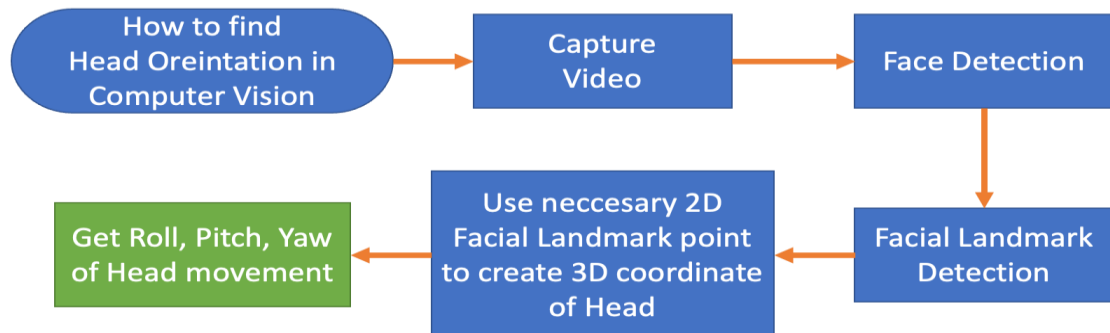 How to find
Head Oreintation in
Computer Vision
Capture
Video
Face Detection
Facial Landmark
Detection
Use neccesary 2D
Facial Landmark point
to create 3D coordinate
of Head
Get Roll, Pitch, Yaw
of Head movement